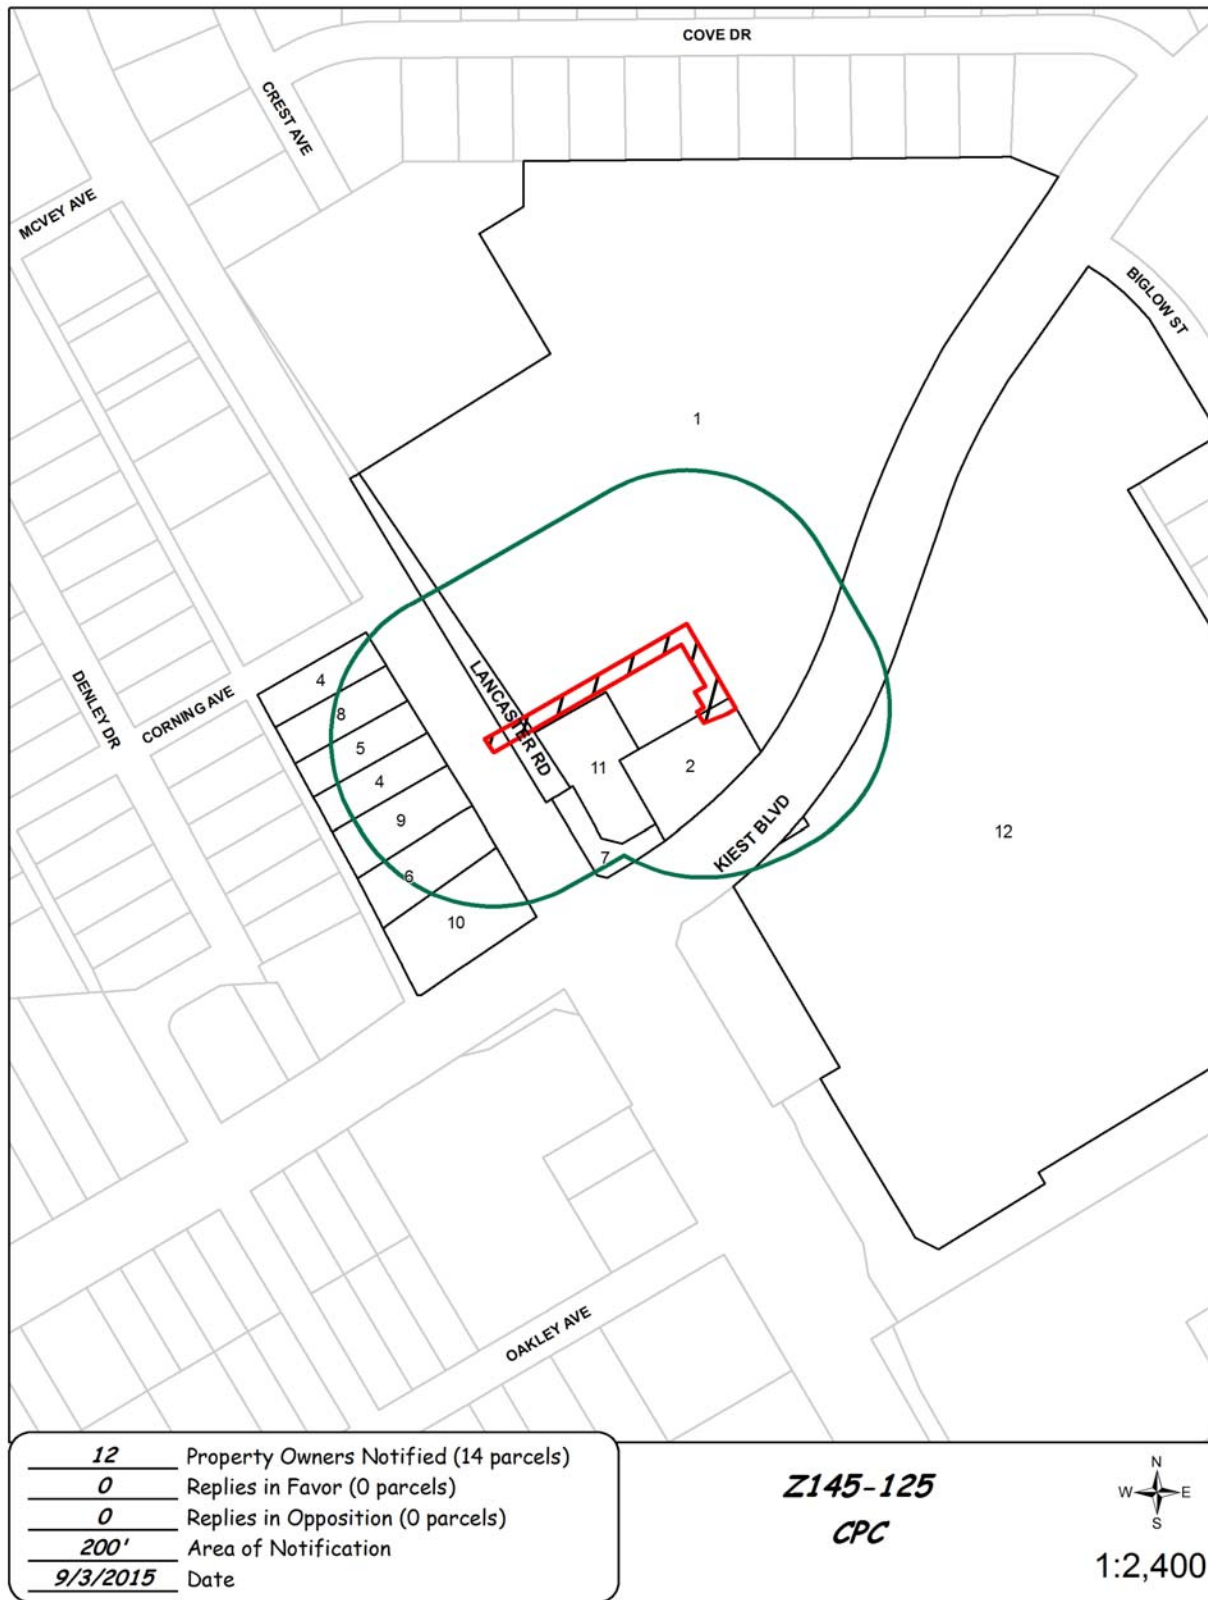 COVE DR
CREST AVE
MCVEY AVE
BIGLOW ST
1
LANCASTER RD
4
DENLEY DR
CORNING AVE
8
5
4
11
2
9
KIEST BLVD
12
7
6
10
OAKLEY AVE
12 Property Owners Notified (14 parcels)
0 Replies in Favor (0 parcels)
0 Replies in Opposition (0 parcels)
200' Area of Notification
9/3/2015 Date
Z145-125
CPC
N
W E
S
1:2,400